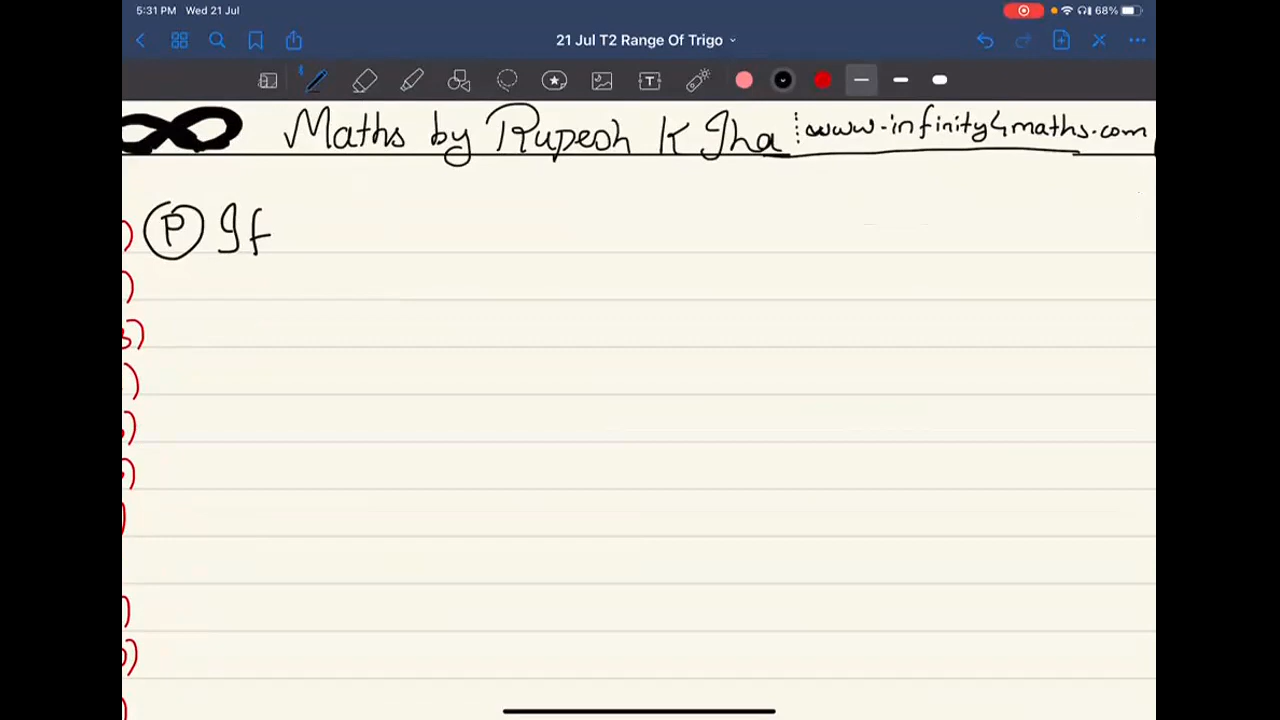 5:31 PM Wed 21 Jul
68%
21 Jul T2 Range Of Trigo
T
Maths by Rupesh K Jha www.infinity4maths.com
) P If
)
3)
)
)
)
)
)
)